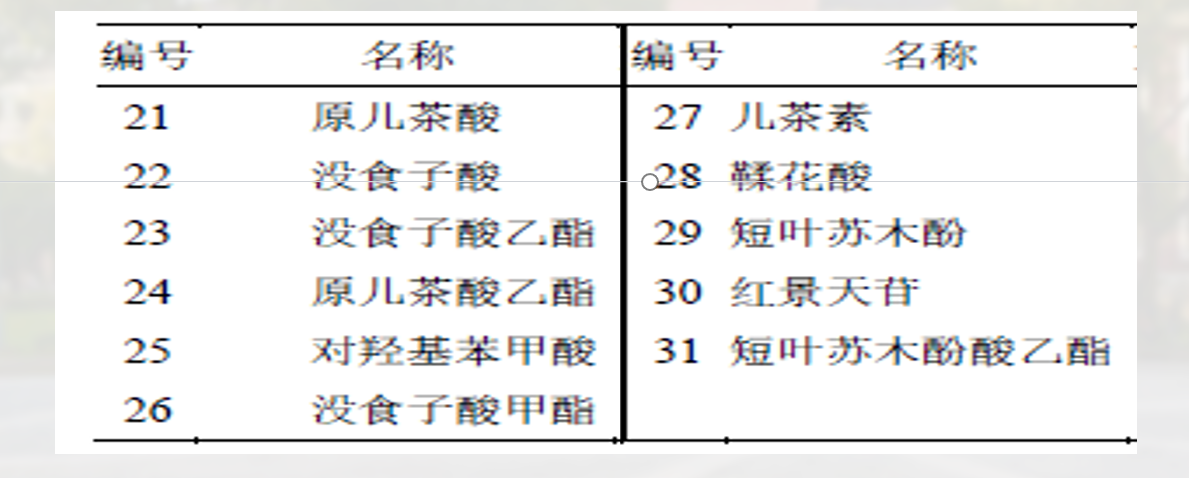 编号 名称 编号 名称
21 原儿茶酸 27 儿茶素
22 没食子酸 28 鞣花酸
23 没食子酸乙酯 29 短叶苏木酚
24 原儿茶酸乙酯 30 红景天苷
25 对羟基苯甲酸 31 短叶苏木酚酸乙酯
26 没食子酸甲酯